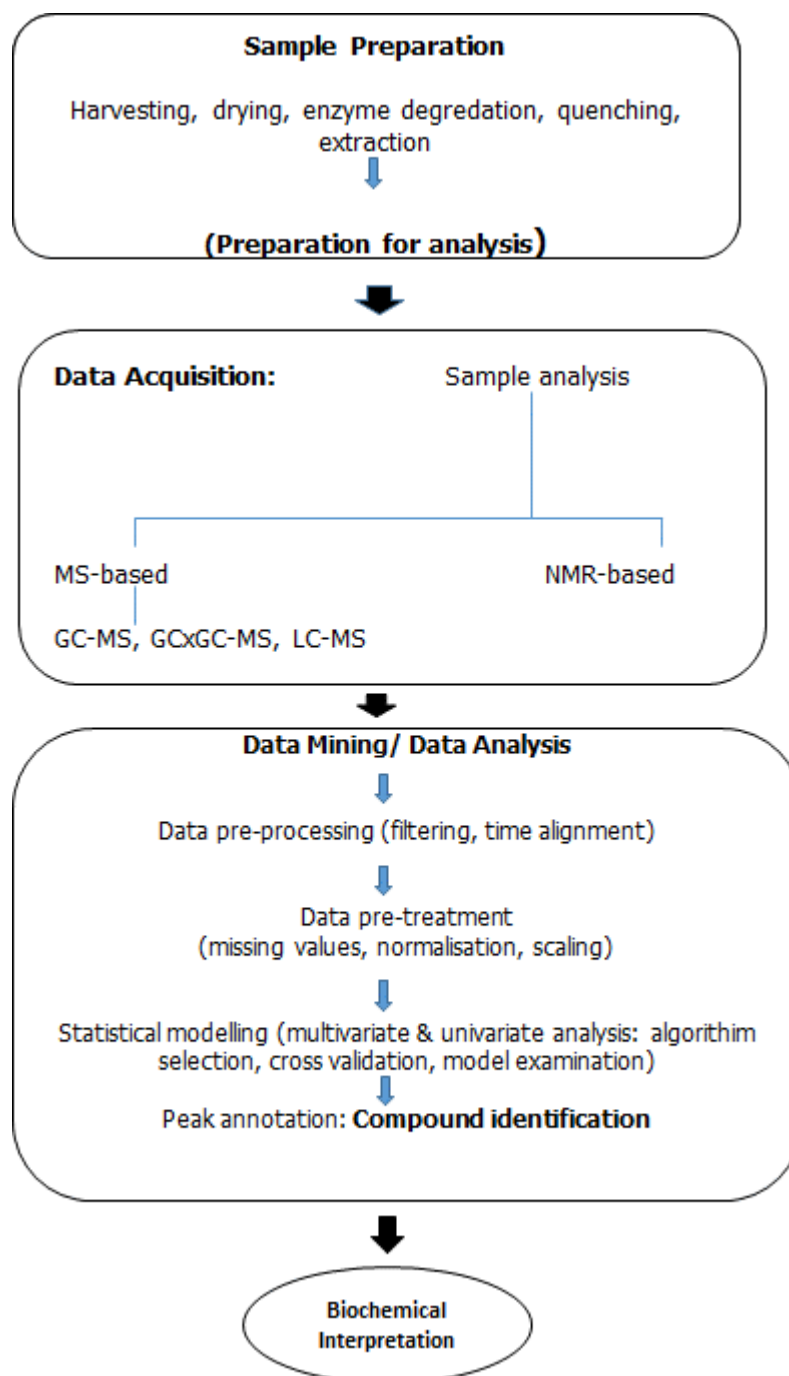 Sample Preparation
Harvesting, drying, enzyme degredation, quenching,
extraction
(Preparation for analysis)
Data Acquisition:
Sample analysis
MS-based
NMR-based
GC-MS, GCxGC-MS, LC-MS
Data Mining/ Data Analysis
Data pre-processing (filtering, time alignment)
Data pre-treatment
(missing values, normalisation, scaling)
Statistical modelling (multivariate & univariate analysis: algorithim
selection, cross validation, model examination)
Peak annotation: Compound identification
Biochemical
Interpretation